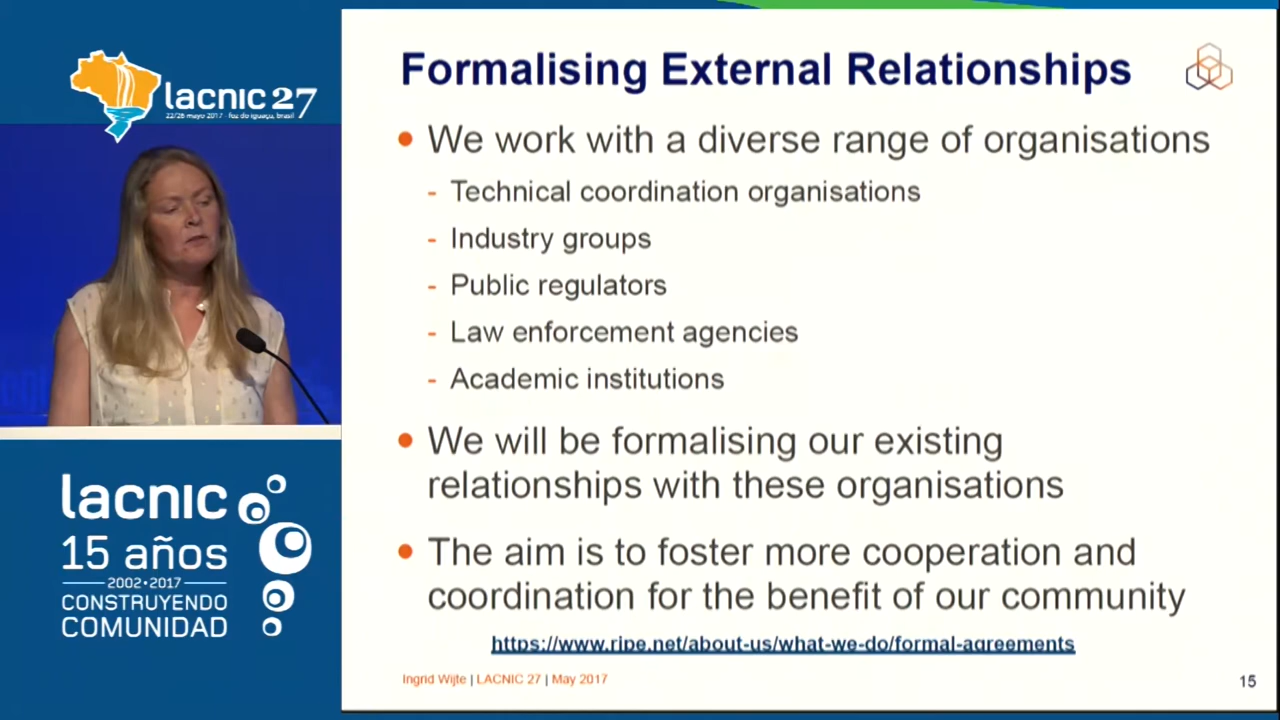 lacnic 27
22/26 mayo 2017 - foz do iguaçu, brasil
lacnic
15 años
2002•2017
CONSTRUYENDO
COMUNIDAD
Formalising External Relationships
• We work with a diverse range of organisations
- Technical coordination organisations
- Industry groups
- Public regulators
- Law enforcement agencies
- Academic institutions
• We will be formalising our existing
relationships with these organisations
• The aim is to foster more cooperation and
coordination for the benefit of our community
https://www.ripe.net/about-us/what-we-do/formal-agreements
Ingrid Wijte | LACNIC 27 | May 2017
15